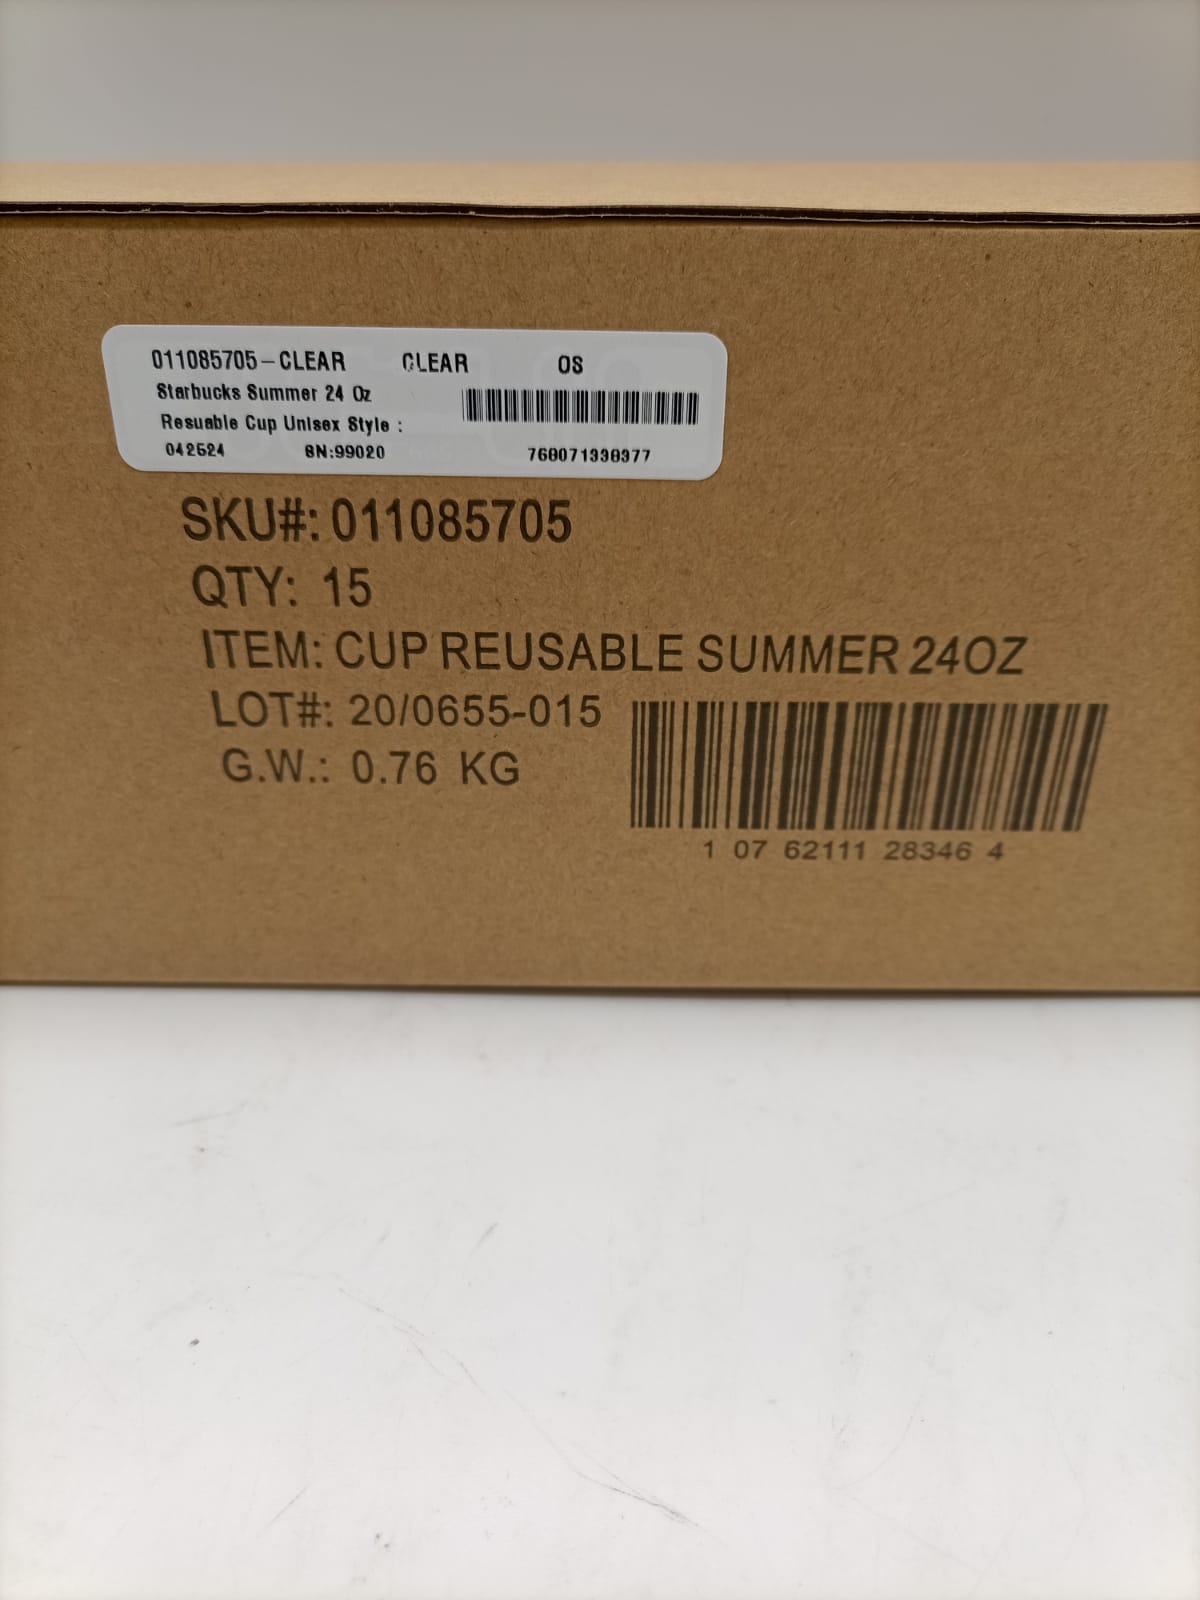 011085705-CLEAR CLEAR OS
Starbucks Summer 24 Oz
Resuable Cup Unisex Style :
042524 SN:99020 768071338377
SKU#: 011085705
QTY: 15
ITEM: CUP REUSABLE SUMMER 24OZ
LOT#: 20/0655-015
G.W.: 0.76 KG
1 07 62111 28346 4